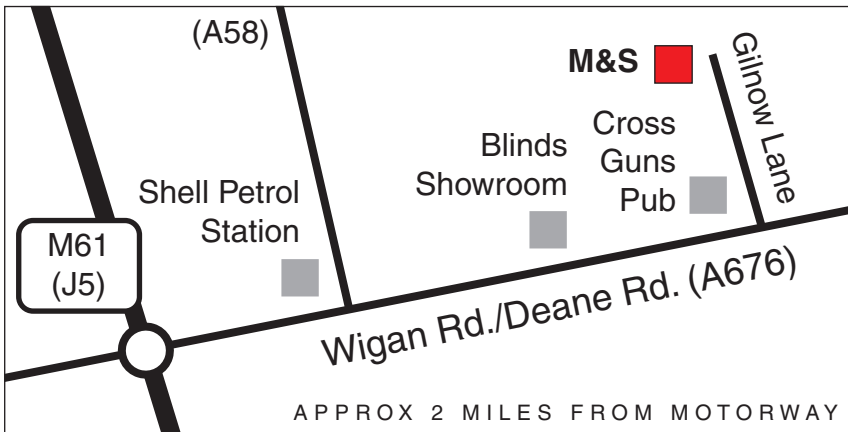 (A58)
M&S
Gilnow Lane
Cross
Guns
Pub
Blinds
Showroom
Shell Petrol
Station
M61
(J5)
Wigan Rd./Deane Rd. (A676)
APPROX 2 MILES FROM MOTORWAY